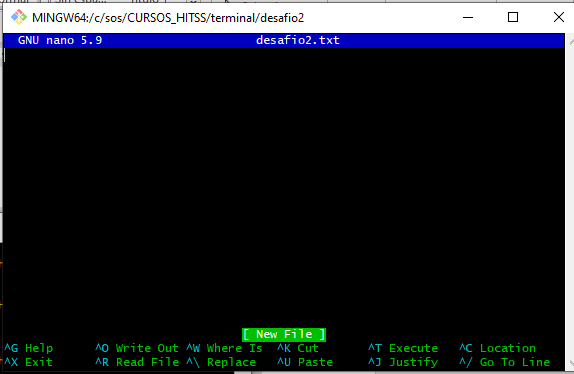 MINGW64:/c/sos/CURSOS_HITSS/terminal/desafio2
GNU nano 5.9 desafio2.txt
[ New File ]
^G Help ^O Write Out ^W Where Is ^K Cut ^T Execute ^C Location
^X Exit ^R Read File ^\ Replace ^U Paste ^J Justify ^/ Go To Line